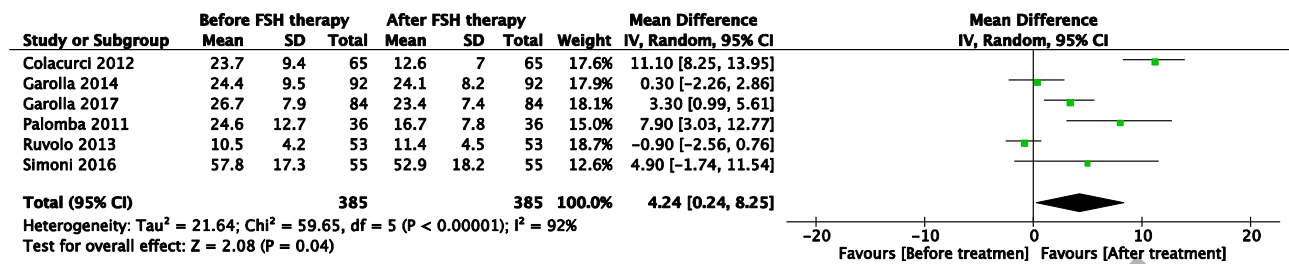 Before FSH therapy After FSH therapy Mean Difference Mean Difference
Study or Subgroup Mean SD Total Mean SD Total Weight IV, Random, 95% CI IV, Random, 95% CI
Colacurci 2012 23.7 9.4 65 12.6 7 65 17.6% 11.10 [8.25, 13.95]
Garolla 2014 24.4 9.5 92 24.1 8.2 92 17.9% 0.30 [-2.26, 2.86]
Garolla 2017 26.7 7.9 84 23.4 7.4 84 18.1% 3.30 [0.99, 5.61]
Palomba 2011 24.6 12.7 36 16.7 7.8 36 15.0% 7.90 [3.03, 12.77]
Ruvolo 2013 10.5 4.2 53 11.4 4.5 53 18.7% -0.90 [-2.56, 0.76]
Simoni 2016 57.8 17.3 55 52.9 18.2 55 12.6% 4.90 [-1.74, 11.54]
Total (95% CI) 385 385 100.0% 4.24 [0.24, 8.25]
Heterogeneity: Tau² = 21.64; Chi² = 59.65, df = 5 (P < 0.00001); I² = 92%
Test for overall effect: Z = 2.08 (P = 0.04)
-20 -10 0 10 20
Favours [Before treatmen] Favours [After treatment]